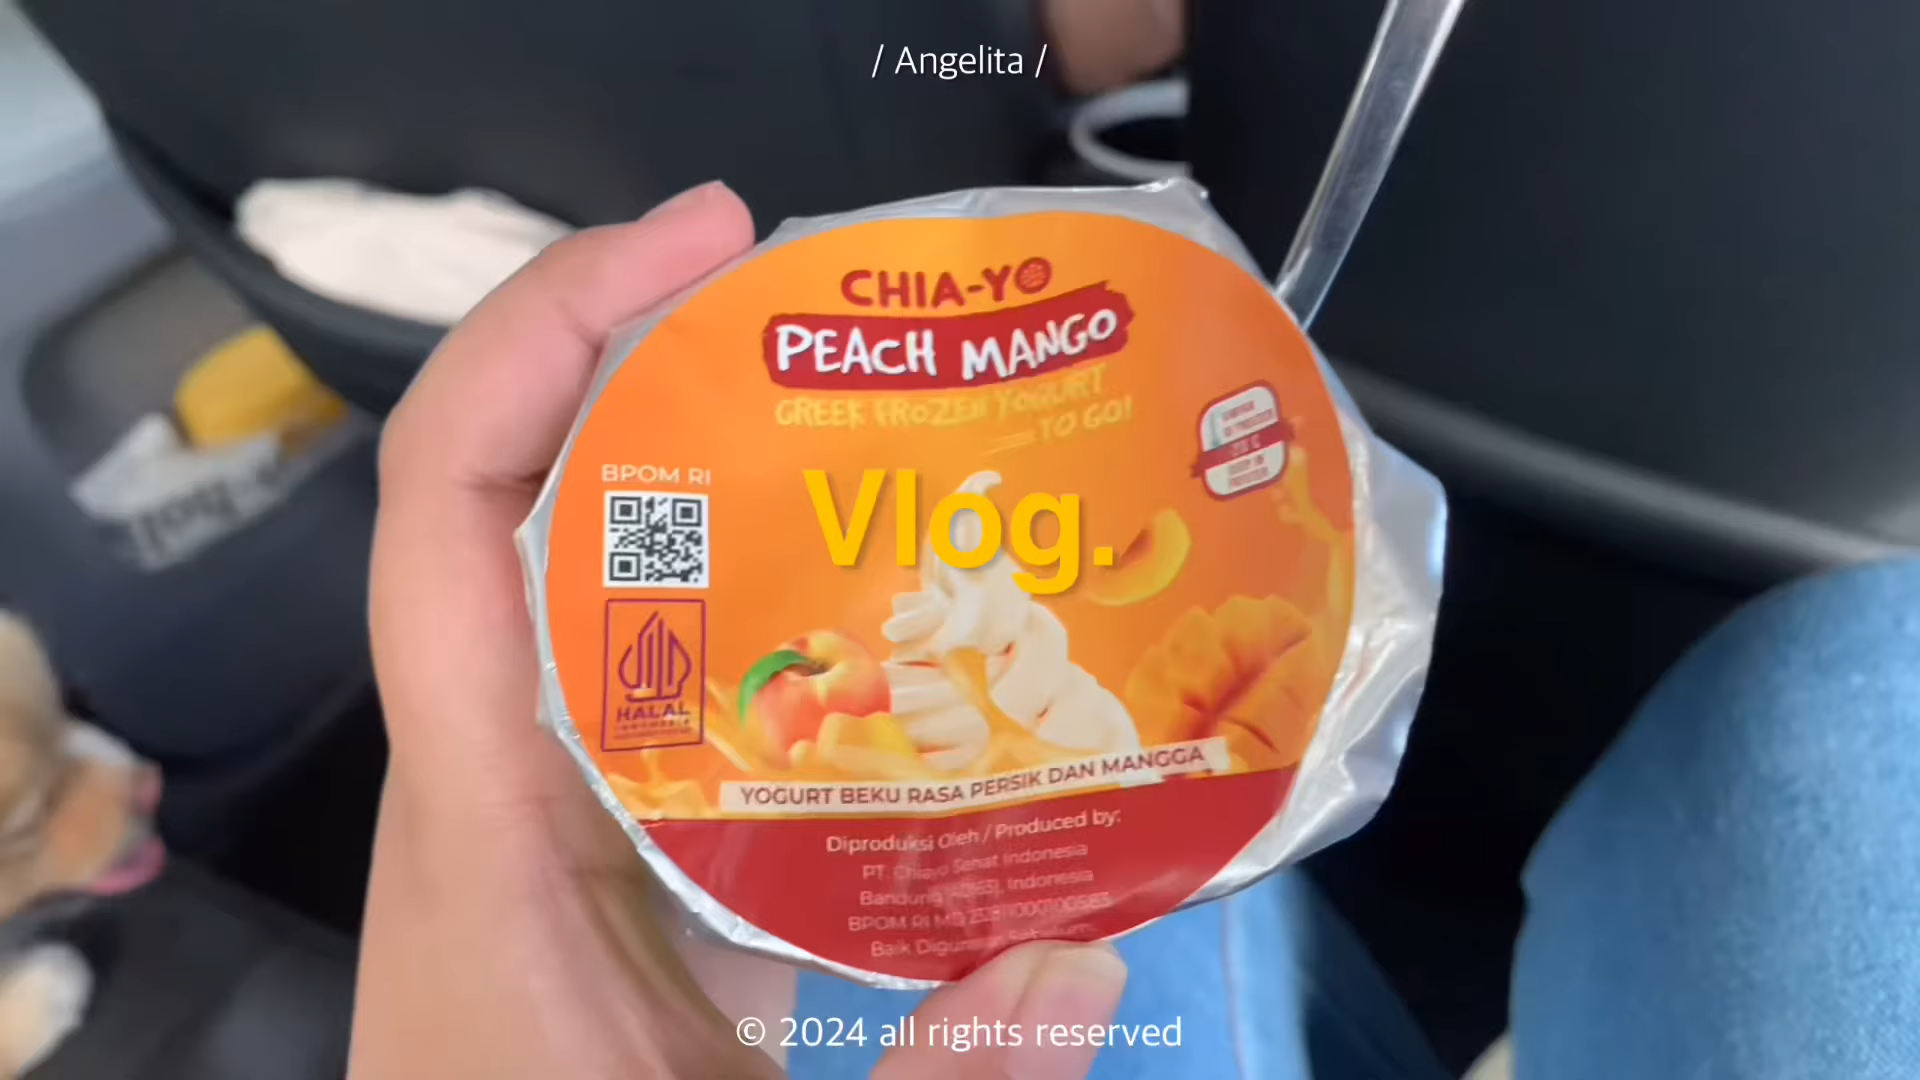 / Angelita /
CHIA-YO
PEACH MANGO
GREEK FROZEN YOGURT
TO GO!
BPOM RI
Vlog.
HALAL
INDONESIA
YOGURT BEKU RASA PERSIK DAN MANGGA
Diproduksi Oleh / Produced by:
PT. Chiayo Sehat Indonesia
Bandung Indonesia
BPOM RI MD
Baik Sebelum
© 2024 all rights reserved